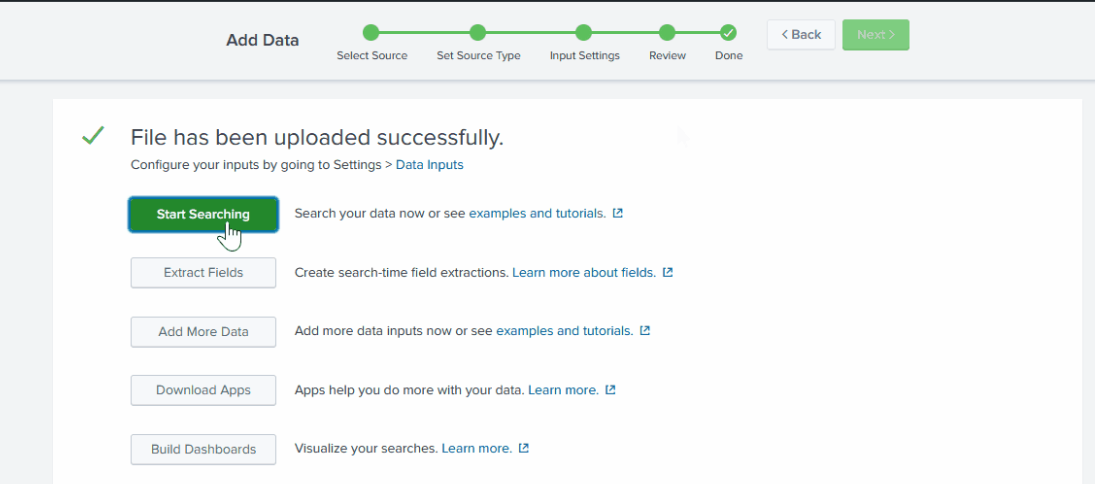 Add Data
Select Source
Set Source Type
Input Settings
Review
Done
< Back
Next >
File has been uploaded successfully.
Configure your inputs by going to Settings > Data Inputs
Start Searching
Search your data now or see examples and tutorials.
Extract Fields
Create search-time field extractions. Learn more about fields.
Add More Data
Add more data inputs now or see examples and tutorials.
Download Apps
Apps help you do more with your data. Learn more.
Build Dashboards
Visualize your searches. Learn more.